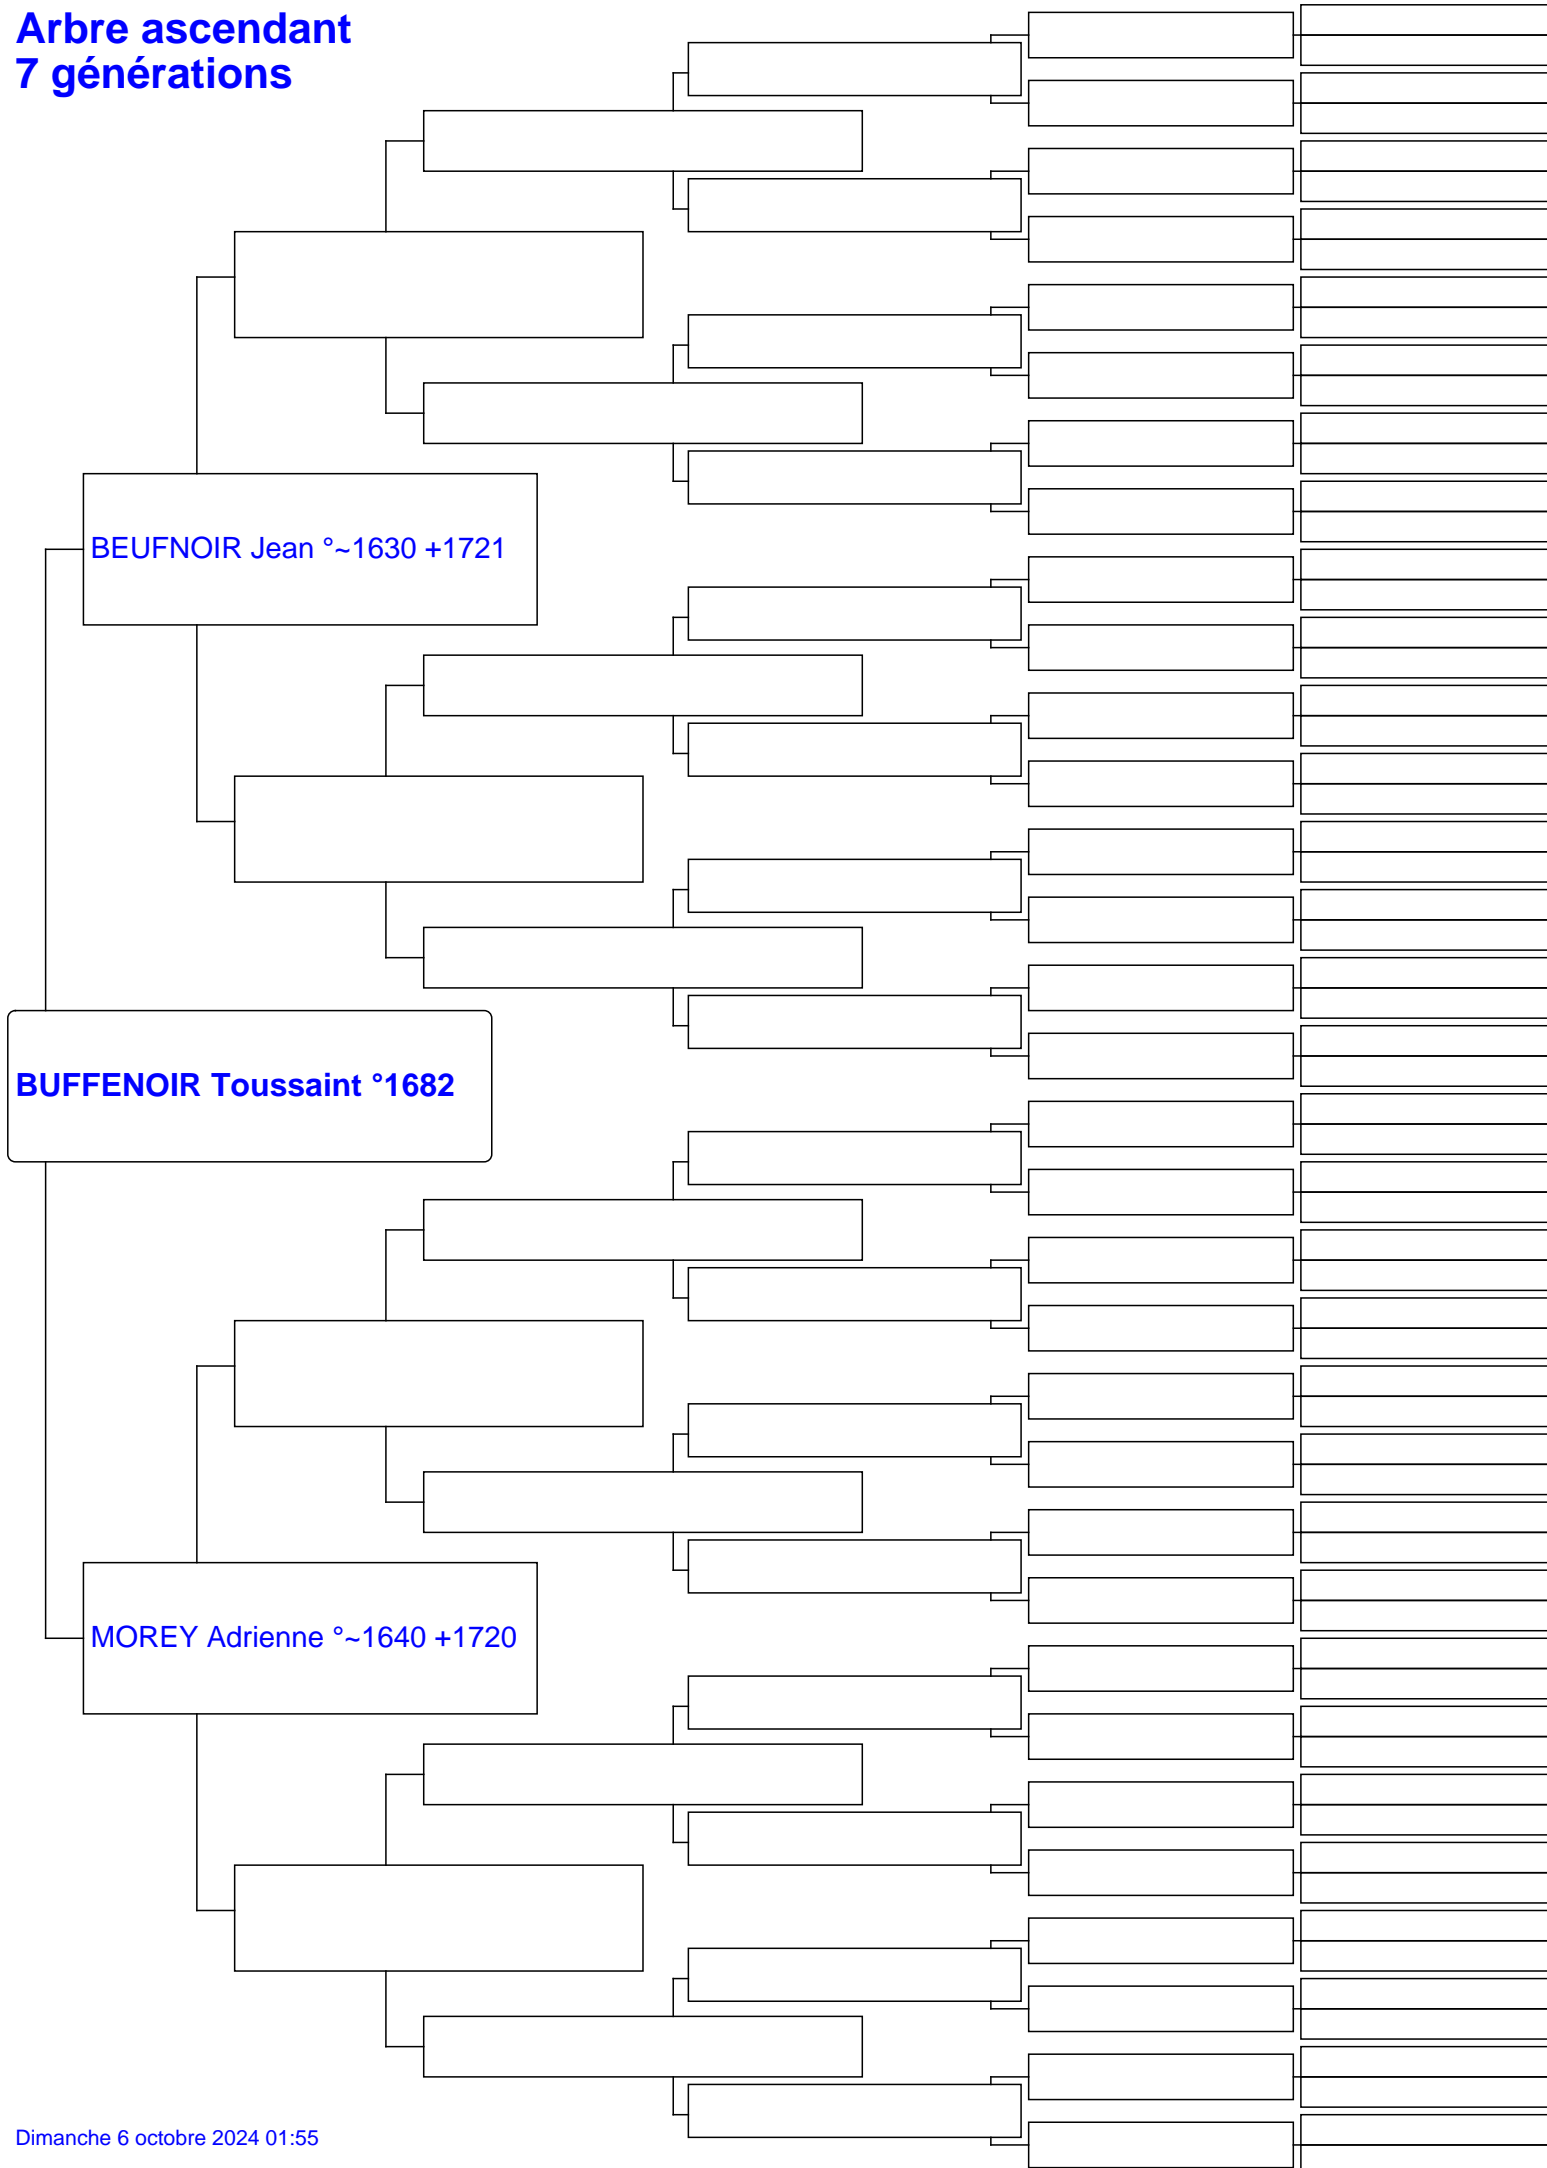 Arbre ascendant
7 générations
BEUFNOIR Jean °~1630 +1721
BUFFENOIR Toussaint °1682
MOREY Adrienne °~1640 +1720
Dimanche 6 octobre 2024 01:55